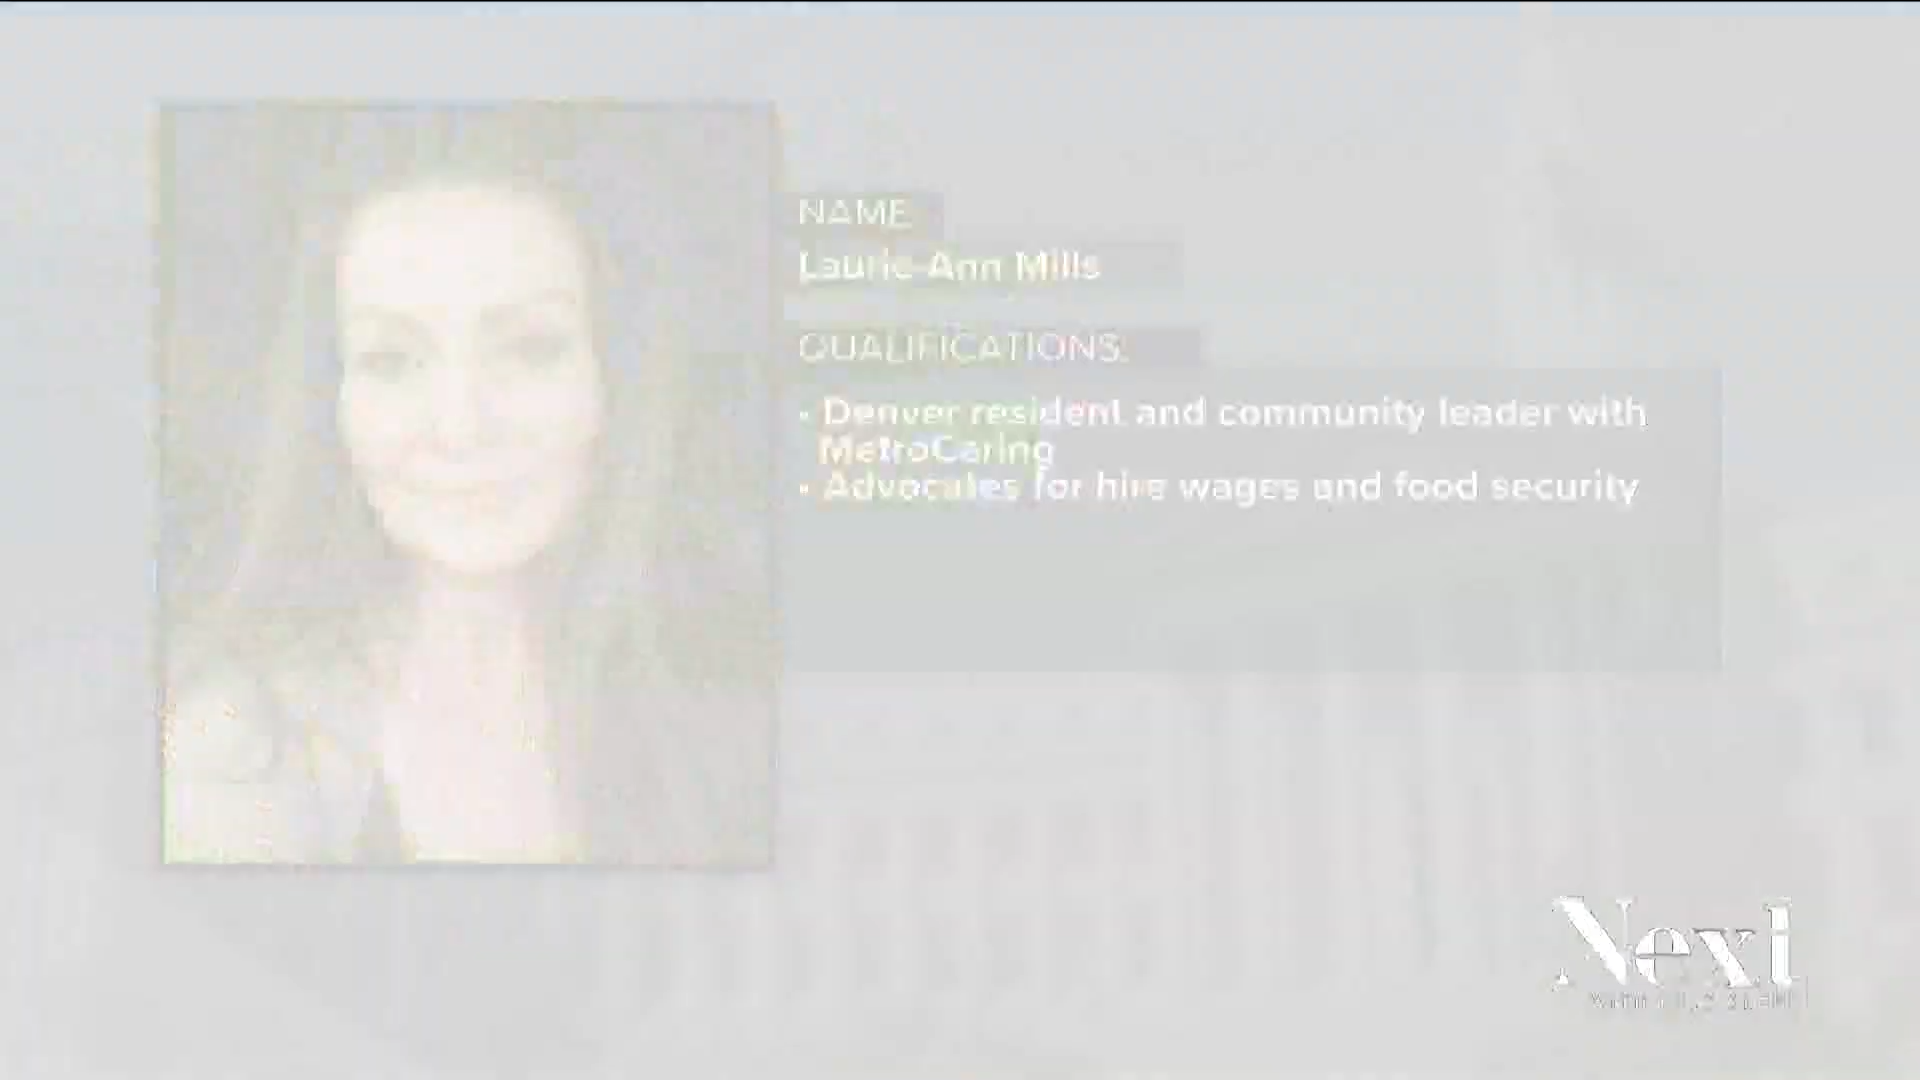 NAME
Laurie-Ann Mills
QUALIFICATIONS:
- Denver resident and community leader with
MetroCaring
- Advocates for hire wages and food security
Next
WITH